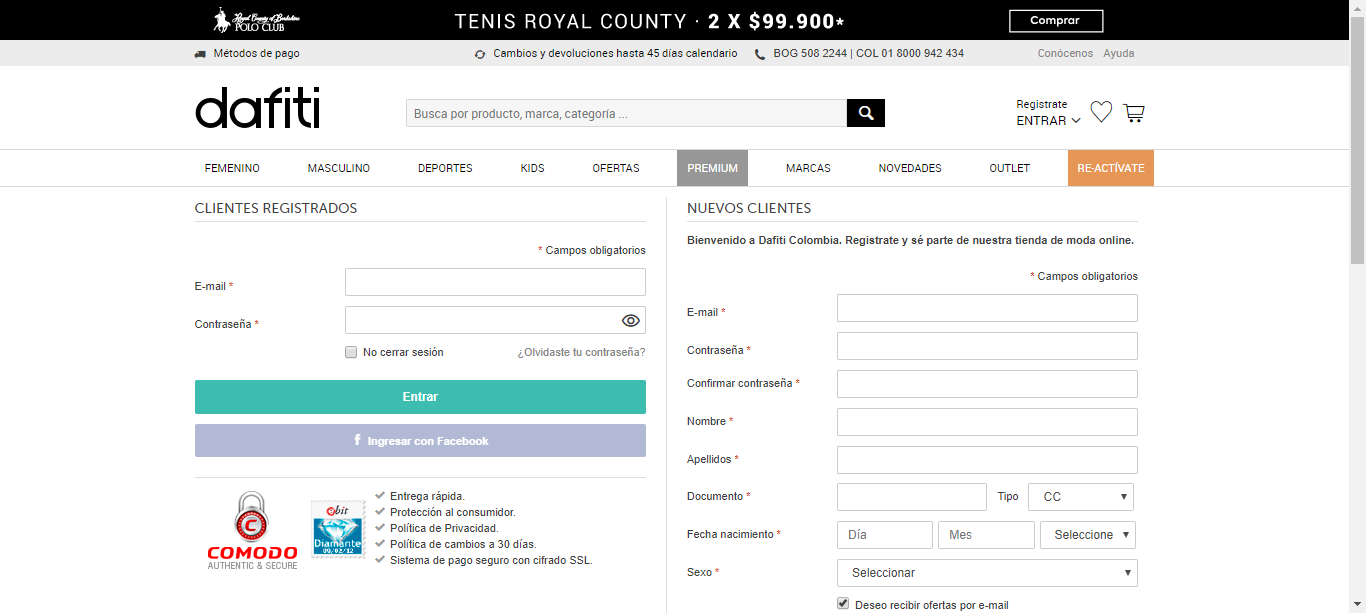 Royal County of Berkshire
POLO CLUB
TENIS ROYAL COUNTY · 2 X $99.900*
Comprar
Métodos de pago
Cambios y devoluciones hasta 45 días calendario
BOG 508 2244 | COL 01 8000 942 434
Conócenos Ayuda
dafiti
Busca por producto, marca, categoría ...
Registrate
ENTRAR
FEMENINO MASCULINO DEPORTES KIDS OFERTAS PREMIUM MARCAS NOVEDADES OUTLET RE-ACTÍVATE
CLIENTES REGISTRADOS
* Campos obligatorios
E-mail *
Contraseña *
No cerrar sesión
¿Olvidaste tu contraseña?
Entrar
f Ingresar con Facebook
C
COMODO
AUTHENTIC & SECURE
ebit
Diamante
09/02/12
Entrega rápida.
Protección al consumidor.
Política de Privacidad.
Política de cambios a 30 días.
Sistema de pago seguro con cifrado SSL.
NUEVOS CLIENTES
Bienvenido a Dafiti Colombia. Registrate y sé parte de nuestra tienda de moda online.
* Campos obligatorios
E-mail *
Contraseña *
Confirmar contraseña *
Nombre *
Apellidos *
Documento * Tipo CC
Fecha nacimiento * Día Mes Seleccione
Sexo * Seleccionar
Deseo recibir ofertas por e-mail